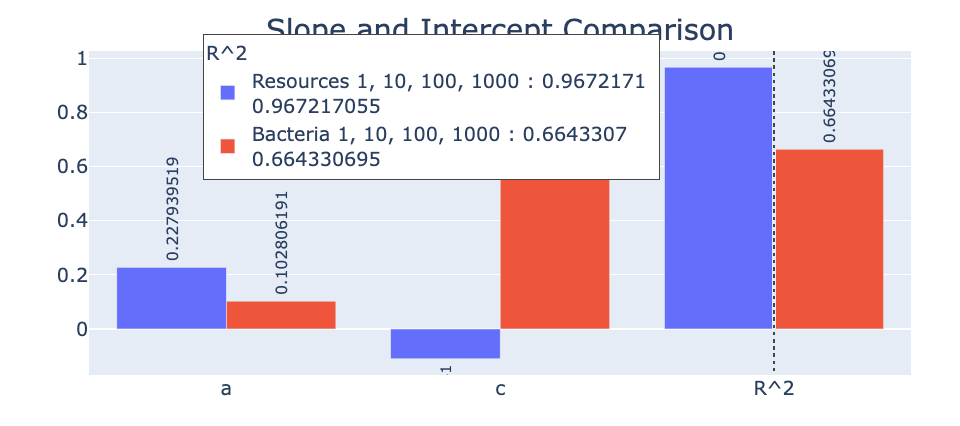 Slope and Intercept Comparison
R^2
Resources 1, 10, 100, 1000 : 0.9672171
0.967217055
Bacteria 1, 10, 100, 1000 : 0.6643307
0.664330695
1
0.8
0.6
0.4
0.2
0
0.227939519
0.102806191
0
0.66433069
a
c
R^2